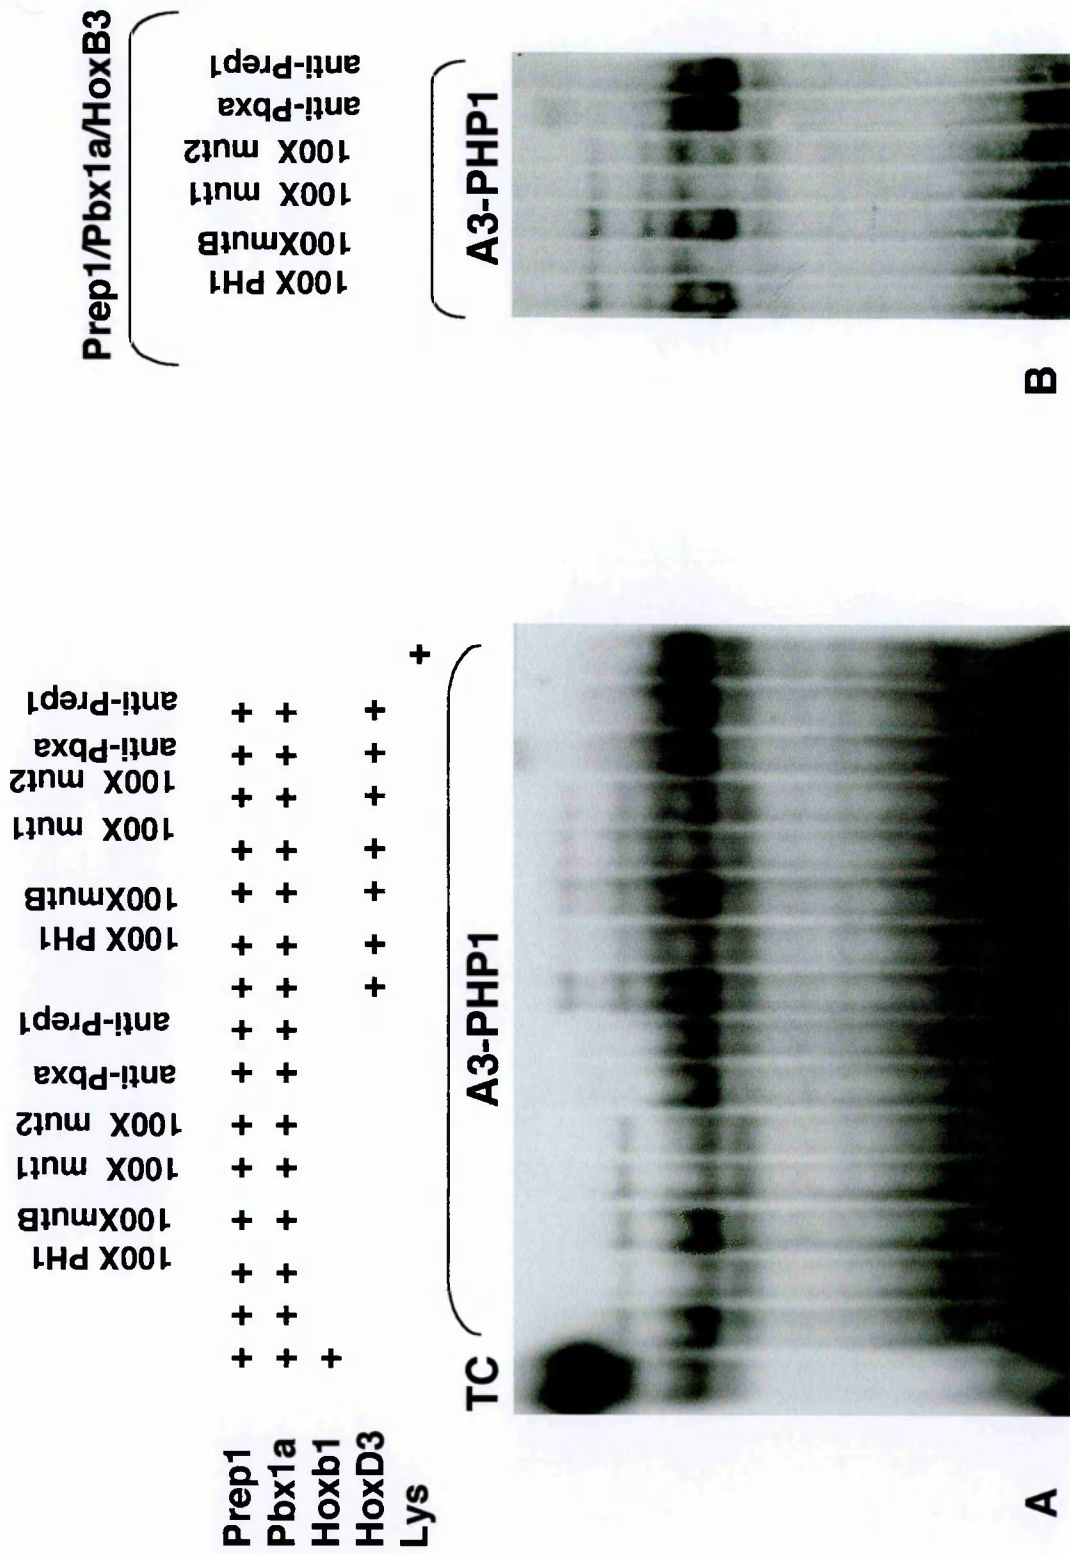 100X PH1
100XmutB
100X mut1
100X mut2
anti-Pbxa
anti-Prep1
100X PH1
100XmutB
100X mut1
100X mut2
anti-Pbxa
anti-Prep1
Prep1 + + + + + + + + + + + + + + +
Pbx1a + + + + + + + + + + + + + + +
Hoxb1 +
HoxD3 + + + + + + +
Lys +
TC A3-PHP1
A
Prep1/Pbx1a/HoxB3
100X PH1
100XmutB
100X mut1
100X mut2
anti-Pbxa
anti-Prep1
A3-PHP1
B